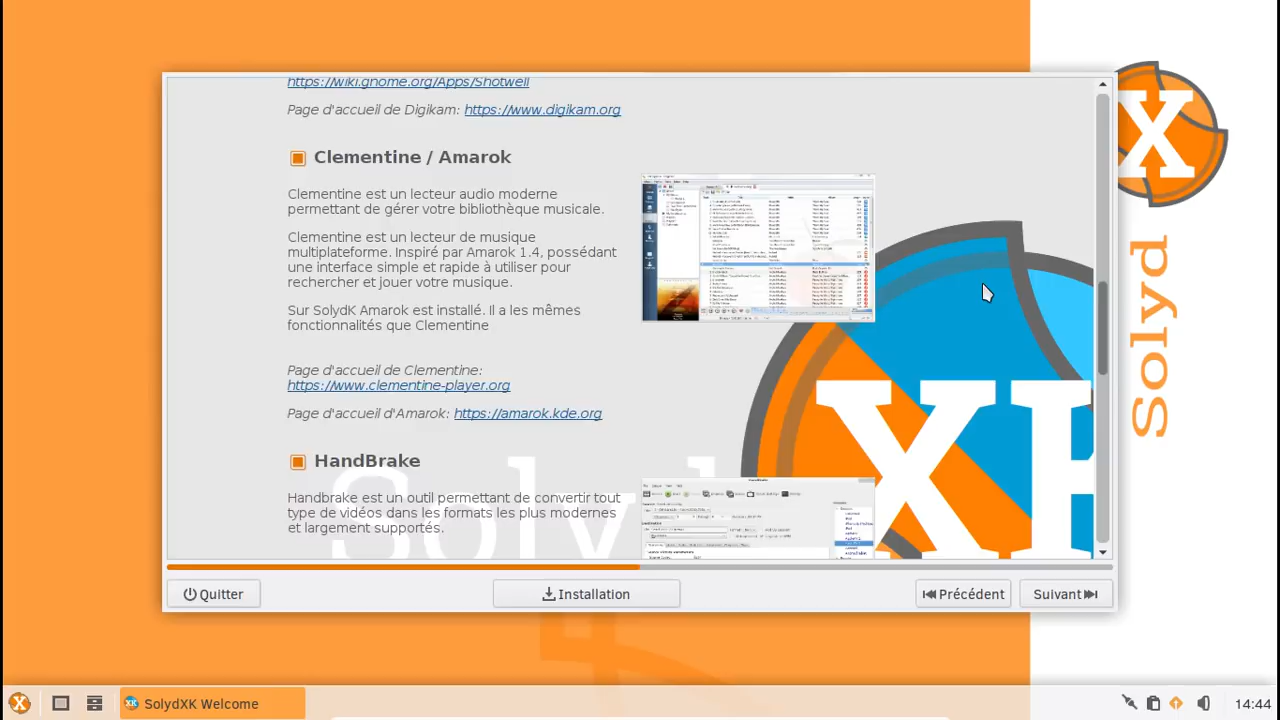 https://wiki.gnome.org/Apps/Shotwell
Page d'accueil de Digikam: https://www.digikam.org
Clementine / Amarok
Clementine est un lecteur audio moderne
permettant de gérer votre bibliothèque musicale.
Clementine est un lecteur de musique
multiplateforme. Inspiré par Amarok 1.4, possédant
une interface simple et rapide à utiliser pour
rechercher et jouer votre musique.
Sur SolydK Amarok est installé. Il a les mêmes
fonctionnalités que Clementine
Page d'accueil de Clementine:
https://www.clementine-player.org
Page d'accueil d'Amarok: https://amarok.kde.org
HandBrake
Handbrake est un outil permettant de convertir tout
type de vidéos dans les formats les plus modernes
et largement supportés.
Quitter
Installation
Précédent
Suivant
X
Solyd
XK
SolydXK Welcome
14:44